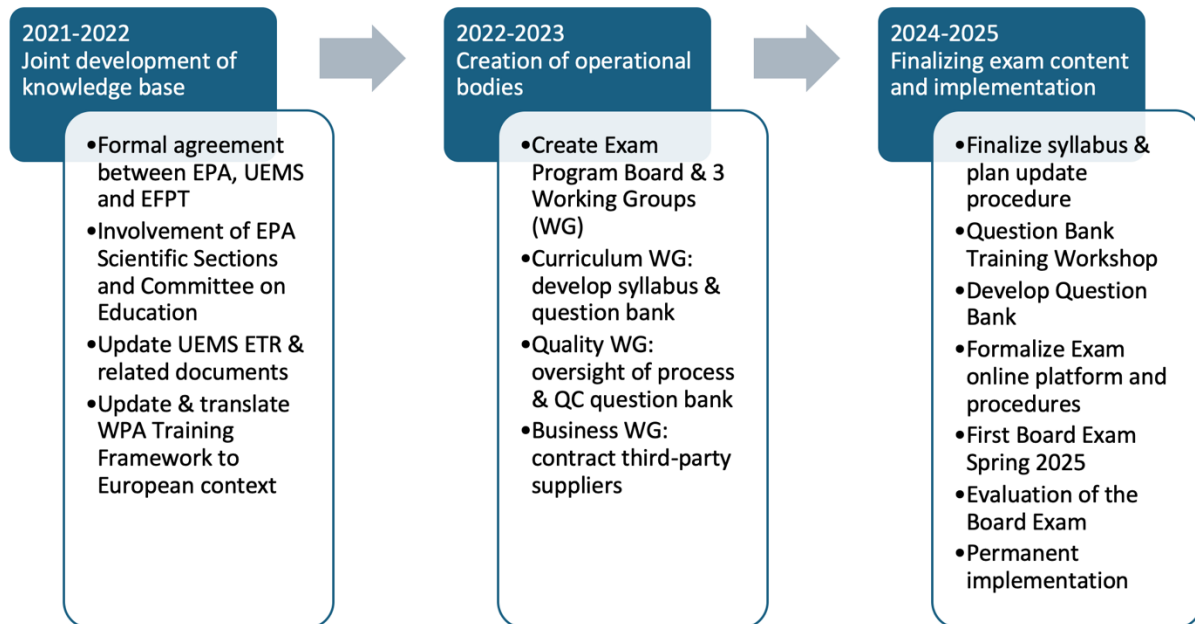 2021-2022
Joint development of
knowledge base
•Formal agreement
between EPA, UEMS
and EFPT
•Involvement of EPA
Scientific Sections
and Committee on
Education
•Update UEMS ETR &
related documents
•Update & translate
WPA Training
Framework to
European context
2022-2023
Creation of operational
bodies
•Create Exam
Program Board & 3
Working Groups
(WG)
•Curriculum WG:
develop syllabus &
question bank
•Quality WG:
oversight of process
& QC question bank
•Business WG:
contract third-party
suppliers
2024-2025
Finalizing exam content
and implementation
•Finalize syllabus &
plan update
procedure
•Question Bank
Training Workshop
•Develop Question
Bank
•Formalize Exam
online platform and
procedures
•First Board Exam
Spring 2025
•Evaluation of the
Board Exam
•Permanent
implementation